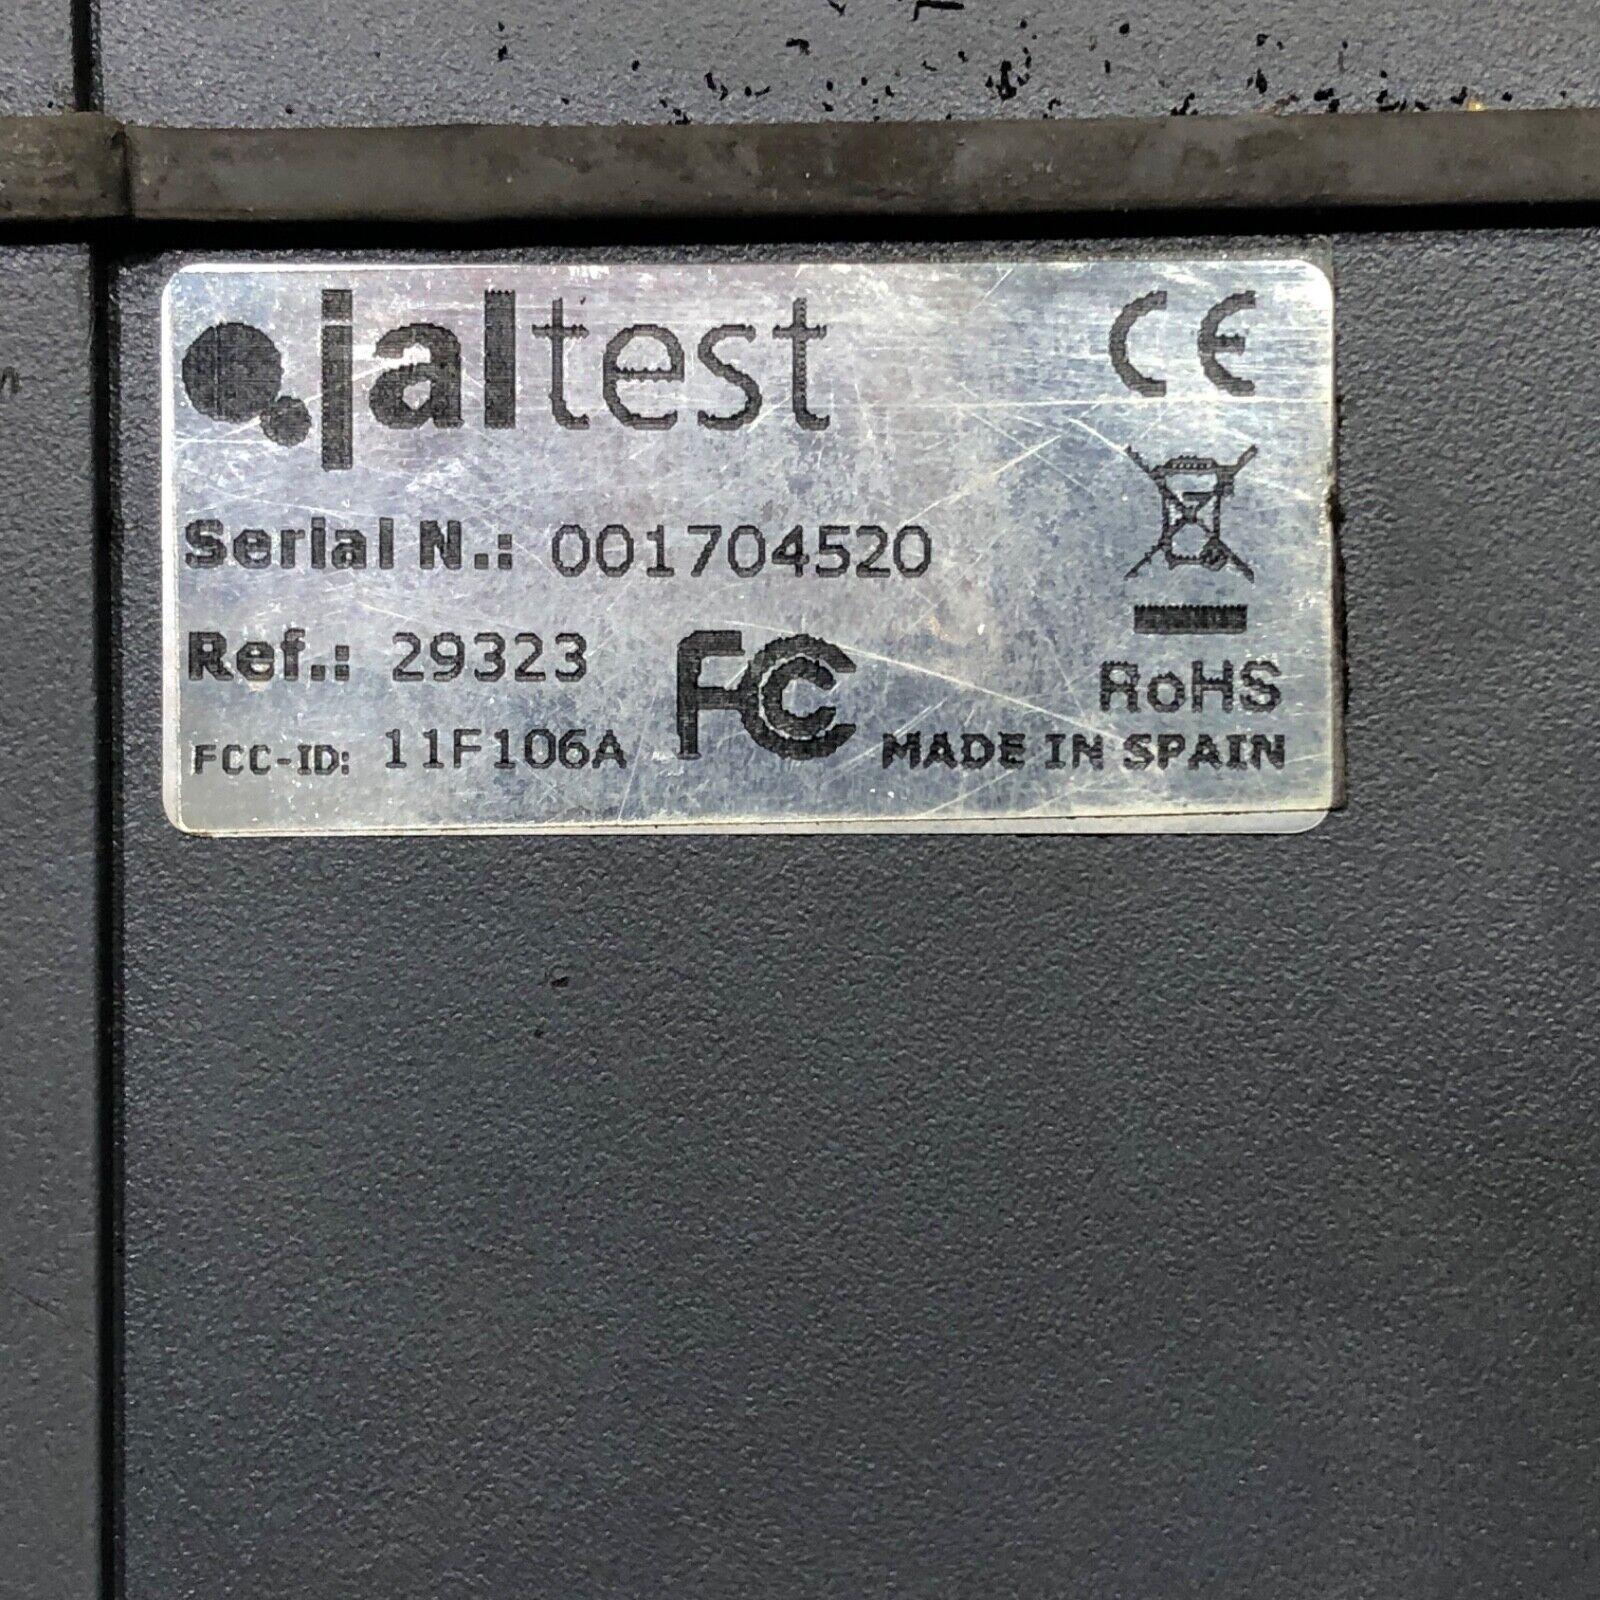 jaltest
CE
Serial N.: 001704520
Ref.: 29323
FC
RoHS
FCC-ID: 11F106A
MADE IN SPAIN